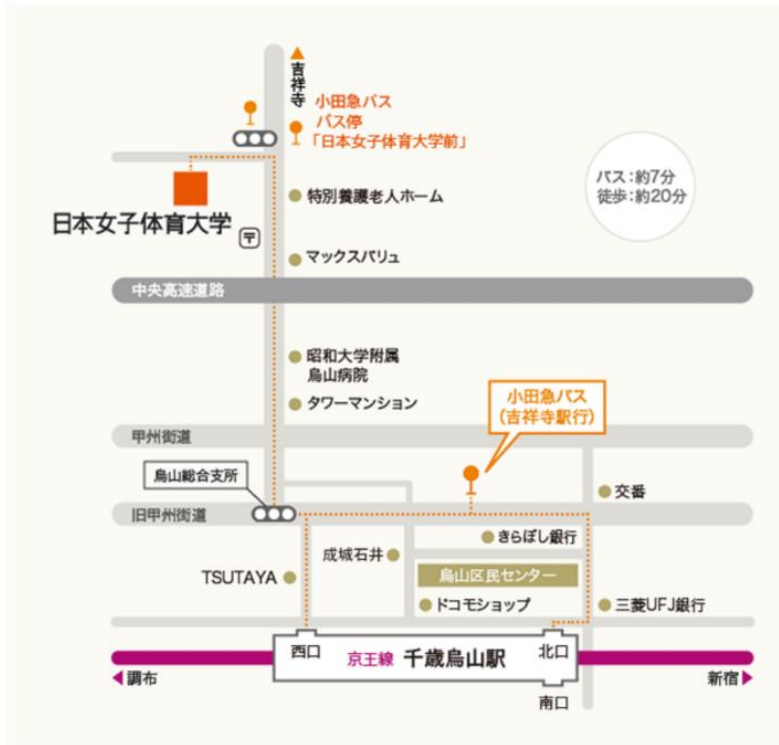 吉祥寺
小田急バス
バス停
「日本女子体育大学前」
バス：約7分
徒歩：約20分
特別養護老人ホーム
日本女子体育大学
〒
マックスバリュ
中央高速道路
昭和大学附属
烏山病院
タワーマンション
小田急バス
（吉祥寺駅行）
甲州街道
烏山総合支所
交番
旧甲州街道
きらぼし銀行
成城石井
TSUTAYA
烏山区民センター
ドコモショップ
三菱UFJ銀行
西口
京王線 千歳烏山駅
北口
調布
新宿
南口